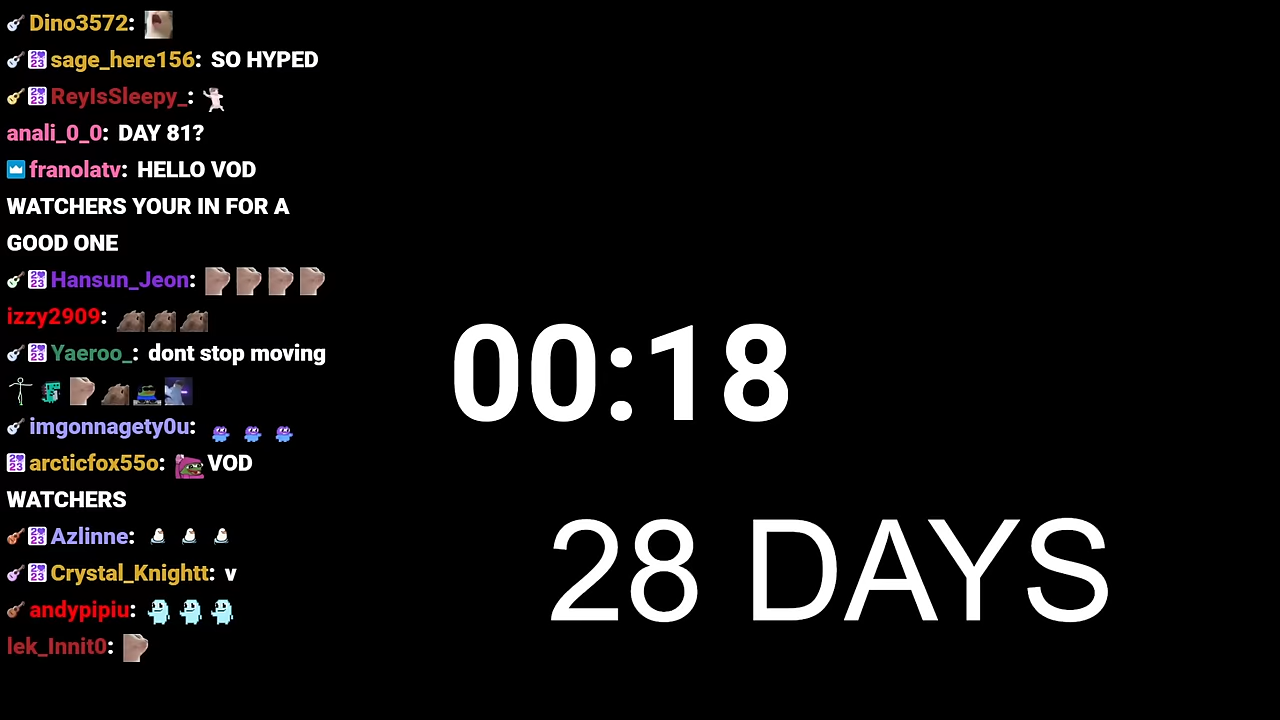 Dino3572:
sage_here156: SO HYPED
ReyIsSleepy_:
anali_0_0: DAY 81?
franolatv: HELLO VOD
WATCHERS YOUR IN FOR A
GOOD ONE
Hansun_Jeon:
izzy2909:
Yaeroo_: dont stop moving
imgonnagety0u:
arcticfox55o: VOD
WATCHERS
Azlinne:
Crystal_Knightt: v
andypipiu:
lek_Innit0:
00:18
28 DAYS